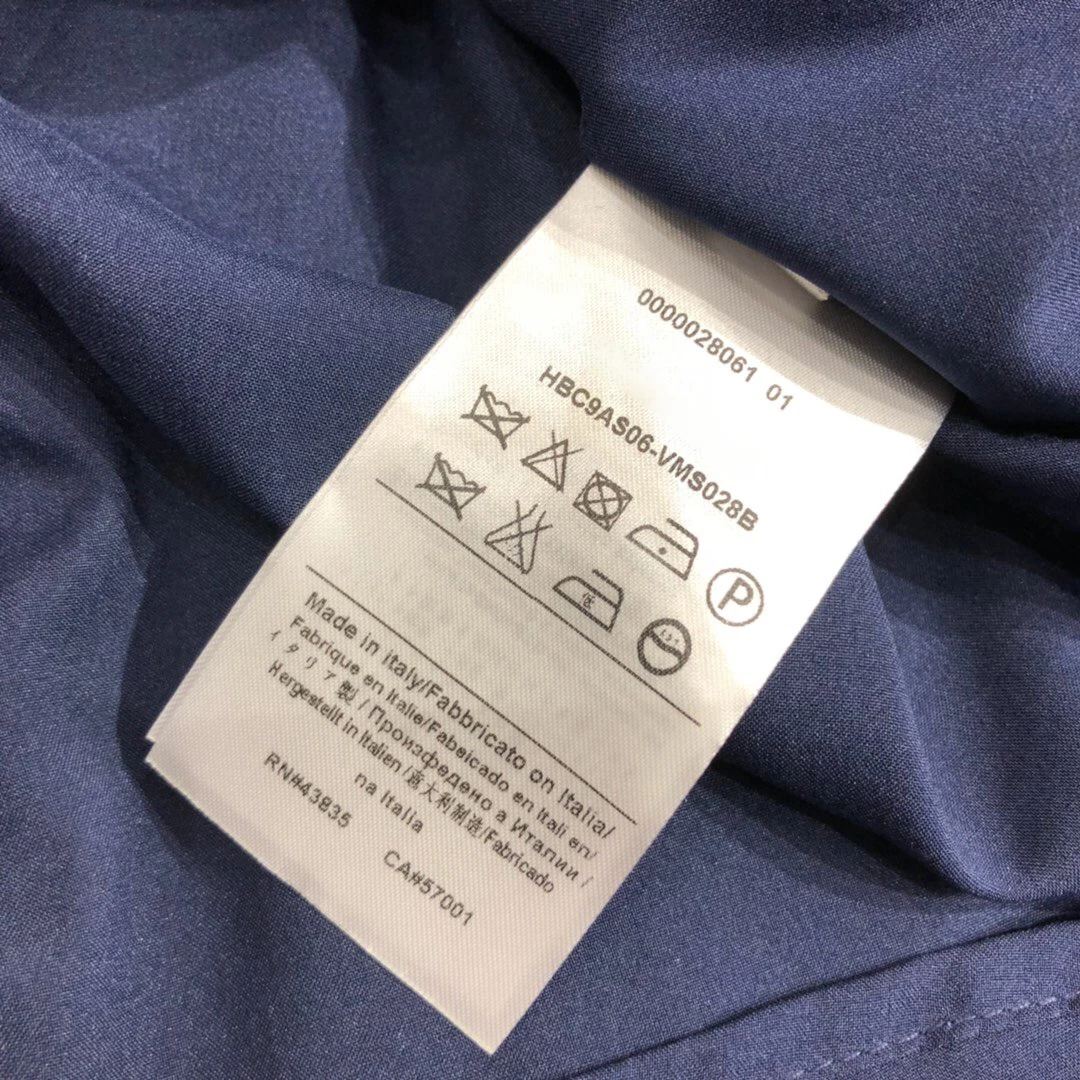 0000028061 01
HBC9AS06-VMS028B
P
Made in italy/Fabbricato on Italia/
Fabrique en Italie/Fabeicado en Itali en/
イタリア製/Произфедено а Италии/
Hergestellt in Italien/意大利制造/Fabricado
na Italia
RN#43835 CA#57001